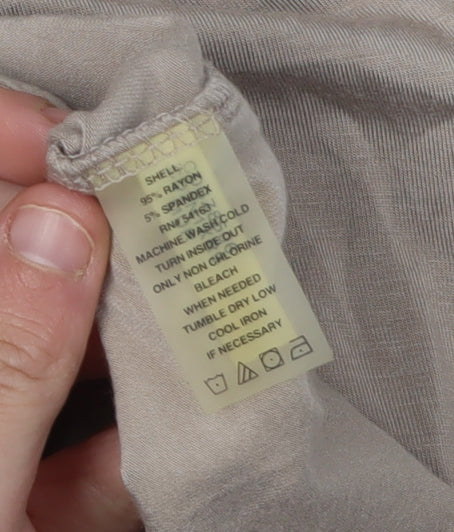 SHELL
95% RAYON
5% SPANDEX
RN# 54163
MACHINE WASH COLD
TURN INSIDE OUT
ONLY NON CHLORINE
BLEACH
WHEN NEEDED
TUMBLE DRY LOW
COOL IRON
IF NECESSARY